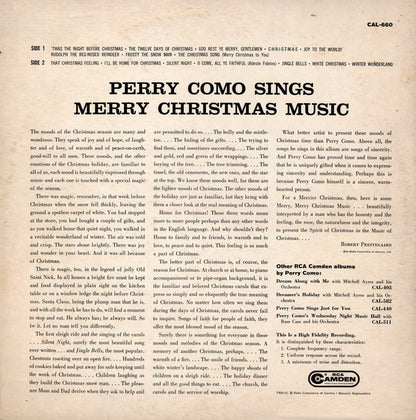 CAL-660
SIDE 1 'TWAS THE NIGHT BEFORE CHRISTMAS • THE TWELVE DAYS OF CHRISTMAS • GOD REST YE MERRY, GENTLEMEN • C-H-R-I-S-T-M-A-S • JOY TO THE WORLD!
RUDOLPH THE RED-NOSED REINDEER • FROSTY THE SNOW MAN • THE CHRISTMAS SONG (Merry Christmas to You)
SIDE 2 THAT CHRISTMAS FEELING • I'LL BE HOME FOR CHRISTMAS • SILENT NIGHT • O COME, ALL YE FAITHFUL (Adeste Fideles) • JINGLE BELLS • WHITE CHRISTMAS • WINTER WONDERLAND
PERRY COMO SINGS
MERRY CHRISTMAS MUSIC
The moods of the Christmas season are many and
wondrous. They speak of joy and of hope, of laugh-
ter and of love, of warmth and of peace-on-earth,
good-will to all men. These moods, and the other
emotions of the Christmas holiday, are familiar to
all of us, each mood is beautifully expressed through
music and each one is touched with a special magic
of the season.
There was magic, remember, in that week before
Christmas when the snow fell thickly, leaving the
ground a spotless carpet of white. You had stopped
at the store, you had bought a couple of gifts, and
as you walked home that quiet night, you walked in
a veritable wonderland of winter. The air was cold
and crisp. The stars shone brightly. There was joy
and wonder in your heart. And it was all because
of Christmas.
There is magic, too, in the legend of jolly Old
Saint Nick. In all homes a bright fire must be kept
and food displayed in plain sight on the kitchen
table or on a window ledge the night before Christ-
mas. Santa Claus, being the plump man that he is,
and with all the work he has to do, will find a moment
to stop and eat. He always has; he always will. So
be it. Let no man tell you differently.
The first sleigh ride and the singing of the carols
. . . Silent Night, surely the most beautiful song
ever written . . . and Jingle Bells, the most popular.
Chestnuts roasting over an open fire. . . . Hundreds
of cookies baked and put away for safe keeping until
the week of Christmas. . . . Children laughing as
they build the Christmas snow man. . . . The pleas-
ure Mom and Dad derive when they ask to help and
are permitted to do so. . . . The holly and the mistle-
toe. . . . The hiding of the gifts. . . . The trying to
find them, and sometimes succeeding. . . . The silver
and gold, red and green of the wrappings. . . . The
buying of the tree. . . . The tree trimming. . . . The
tinsel, the old ornaments, the new ones, and the star
at the top. We know these moods well, for these are
the lighter moods of Christmas. The other moods of
the holiday are just as familiar, but they bring with
them a closer look at the real meaning of Christmas.
Home for Christmas! Those three words mean
more to more people perhaps than any other words
in the English language. And why shouldn't they?
Home to family and to friends, to warmth and to
love, to peace and to quiet. This feeling is so much
a part of Christmas.
The better part of Christmas is, of course, the
reason for Christmas. At church or at home, to piano
accompaniment or to pipe-organ background, it is
the familiar and beloved Christmas carols that ex-
press so simply and so eloquently the true meaning
of Christmas. No matter how often we sing them
during the days of Christmas, the carols never fail
to inspire. Songs of faith for people of faith, they
offer the most blessed mood of the season.
Surely there is something for everyone in these
moods and melodies of the Christmas season. A
memory of another Christmas, perhaps. . . . The
warmth of a fire. . . . The smile of friends. . . . The
white winter's landscape. . . . The happy shouts of
children on a sleigh ride. . . . The holiday dinner
and all the good things to eat. . . . The church, the
carols and the service of worship.
What better artist to present these moods of
Christmas time than Perry Como. Above all, the
songs he sings in this album are songs of sincerity.
And Perry Como has proved time and time again
that he is uniquely gifted when it comes to express-
ing sincerity and understanding. Perhaps this is
because Perry Como himself is a sincere, warm-
hearted person.
For a Merrier Christmas, then, here is some
Merry, Merry Christmas Music . . . beautifully
interpreted by a man who has the honesty and the
feeling, the ease, the naturalness and the integrity,
to present the Spirit of Christmas in the Music of
Christmas.
Other RCA Camden albums
by Perry Como:
Dream Along with Me with Mitchell Ayres and his
Orchestra CAL-403
Dreamer's Holiday with Mitchell Ayres and his Orches-
tra CAL-582
Perry Como Sings Just for You CAL-440
Perry Como's Wednesday Night Music Hall with
Russ Case and his Orchestra CAL-511
This Is a High Fidelity Recording.
It is distinguished by these characteristics:
1. Complete frequency range.
2. Uniform response across the record.
3. A minimum of noise and distortion.
RCA
CAMDEN